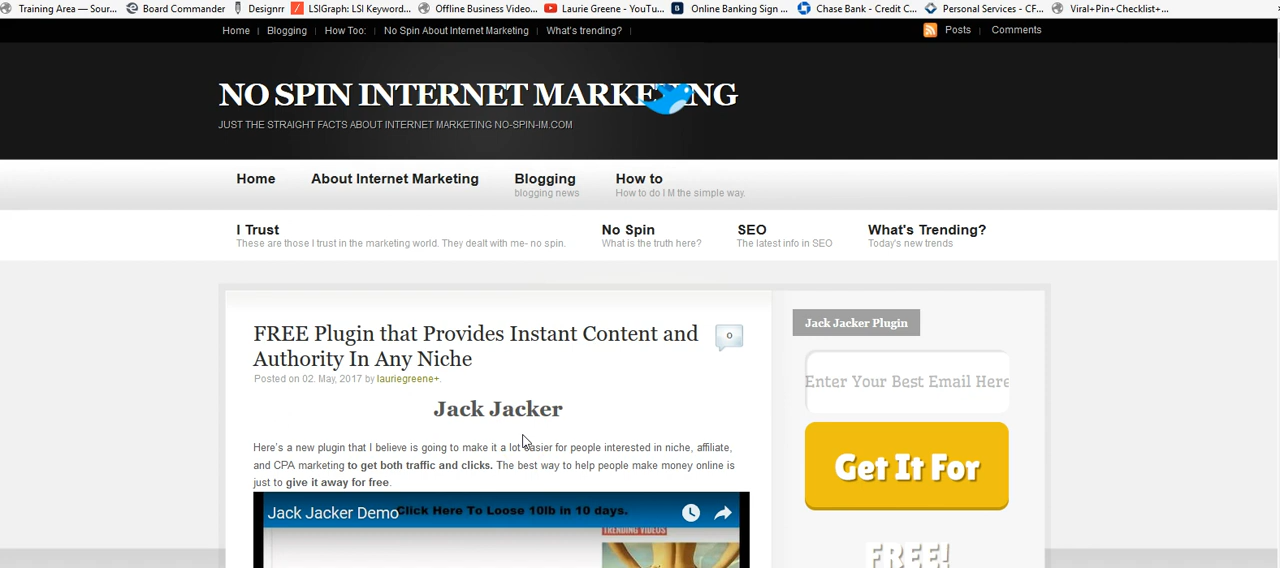 Training Area — Sour... Board Commander Designrr LSIGraph: LSI Keyword... Offline Business Video... Laurie Greene - YouTu... Online Banking Sign ... Chase Bank - Credit C... Personal Services - CF... Viral+Pin+Checklist+...
Home | Blogging | How Too: | No Spin About Internet Marketing | What's trending? | Posts | Comments
NO SPIN INTERNET MARKETING
JUST THE STRAIGHT FACTS ABOUT INTERNET MARKETING NO-SPIN-IM.COM
Home About Internet Marketing Blogging How to
blogging news How to do I M the simple way.
I Trust No Spin SEO What's Trending?
These are those I trust in the marketing world. They dealt with me- no spin. What is the truth here? The latest info in SEO Today's new trends
FREE Plugin that Provides Instant Content and
Authority In Any Niche
0
Posted on 02. May, 2017 by lauriegreene+.
Jack Jacker
Here's a new plugin that I believe is going to make it a lot easier for people interested in niche, affiliate,
and CPA marketing to get both traffic and clicks. The best way to help people make money online is
just to give it away for free.
Jack Jacker Demo Click Here To Loose 10lb in 10 days.
TRENDING VIDEOS
Jack Jacker Plugin
Enter Your Best Email Here
Get It For
FREE!